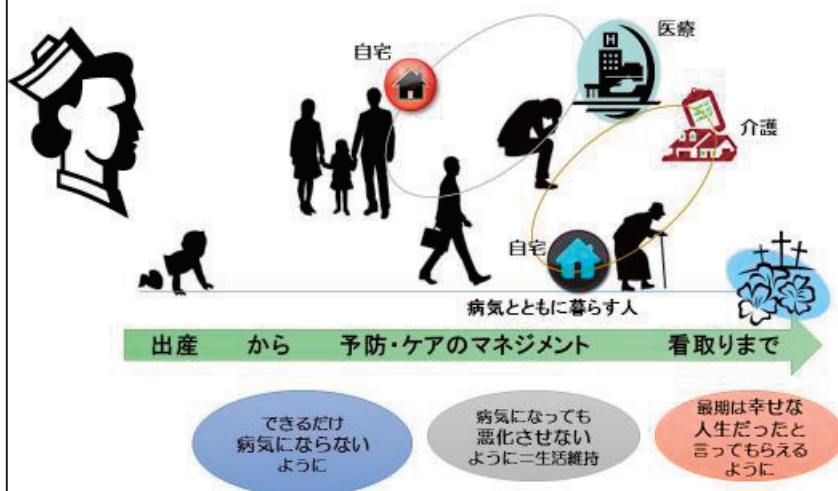 自宅
医療
介護
自宅
病気とともに暮らす人
出産 から 予防・ケアのマネジメント 看取りまで
できるだけ
病気にならない
ように
病気になっても
悪化させない
ように＝生活維持
最期は幸せな
人生だったと
言ってもらえる
ように